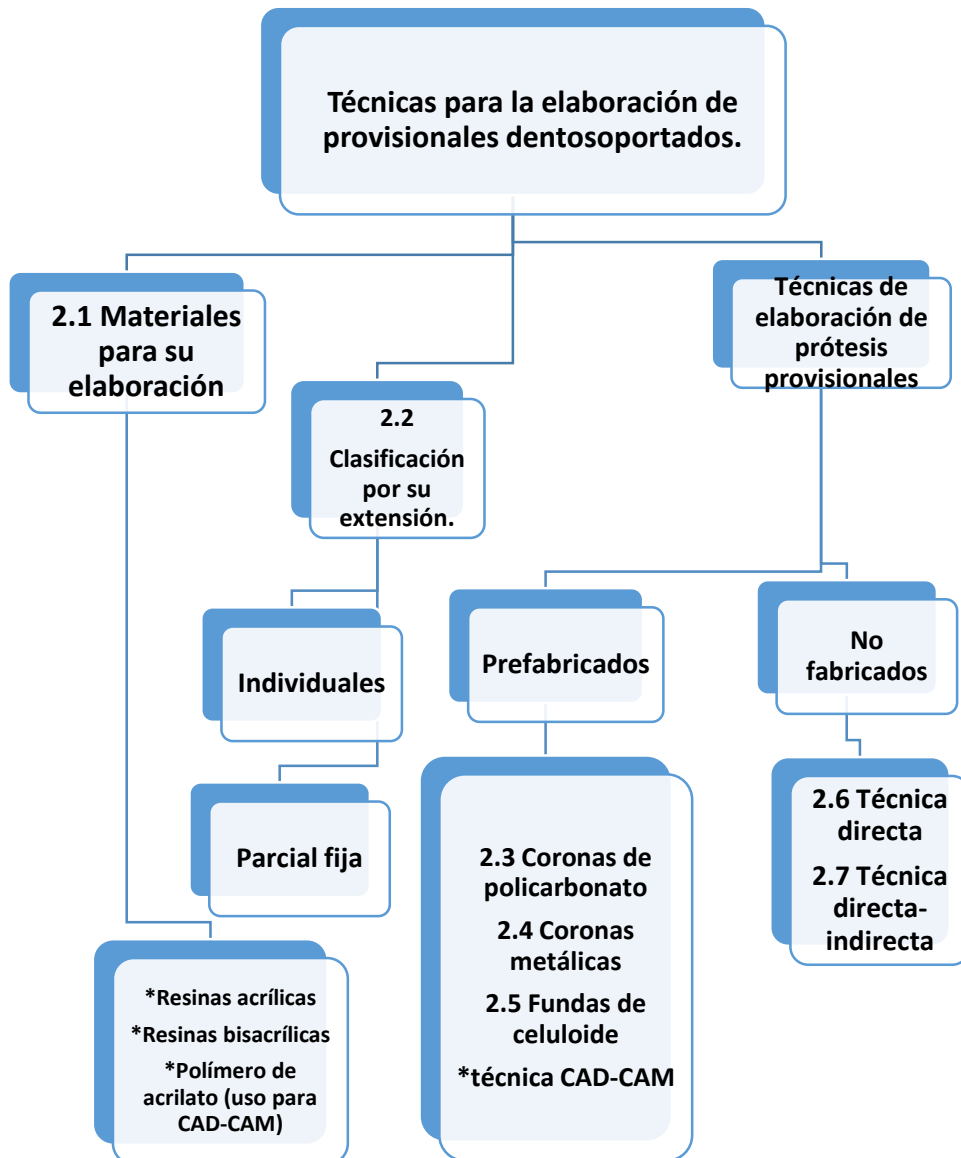 Técnicas para la elaboración de
provisionales dentosoportados.
2.1 Materiales
para su
elaboración
2.2
Clasificación
por su
extensión.
Técnicas de
elaboración de
prótesis
provisionales
Individuales
Parcial fija
Prefabricados
No
fabricados
*Resinas acrílicas
*Resinas bisacrílicas
*Polímero de
acrilato (uso para
CAD-CAM)
2.3 Coronas de
policarbonato
2.4 Coronas
metálicas
2.5 Fundas de
celuloide
*técnica CAD-CAM
2.6 Técnica
directa
2.7 Técnica
directa-
indirecta